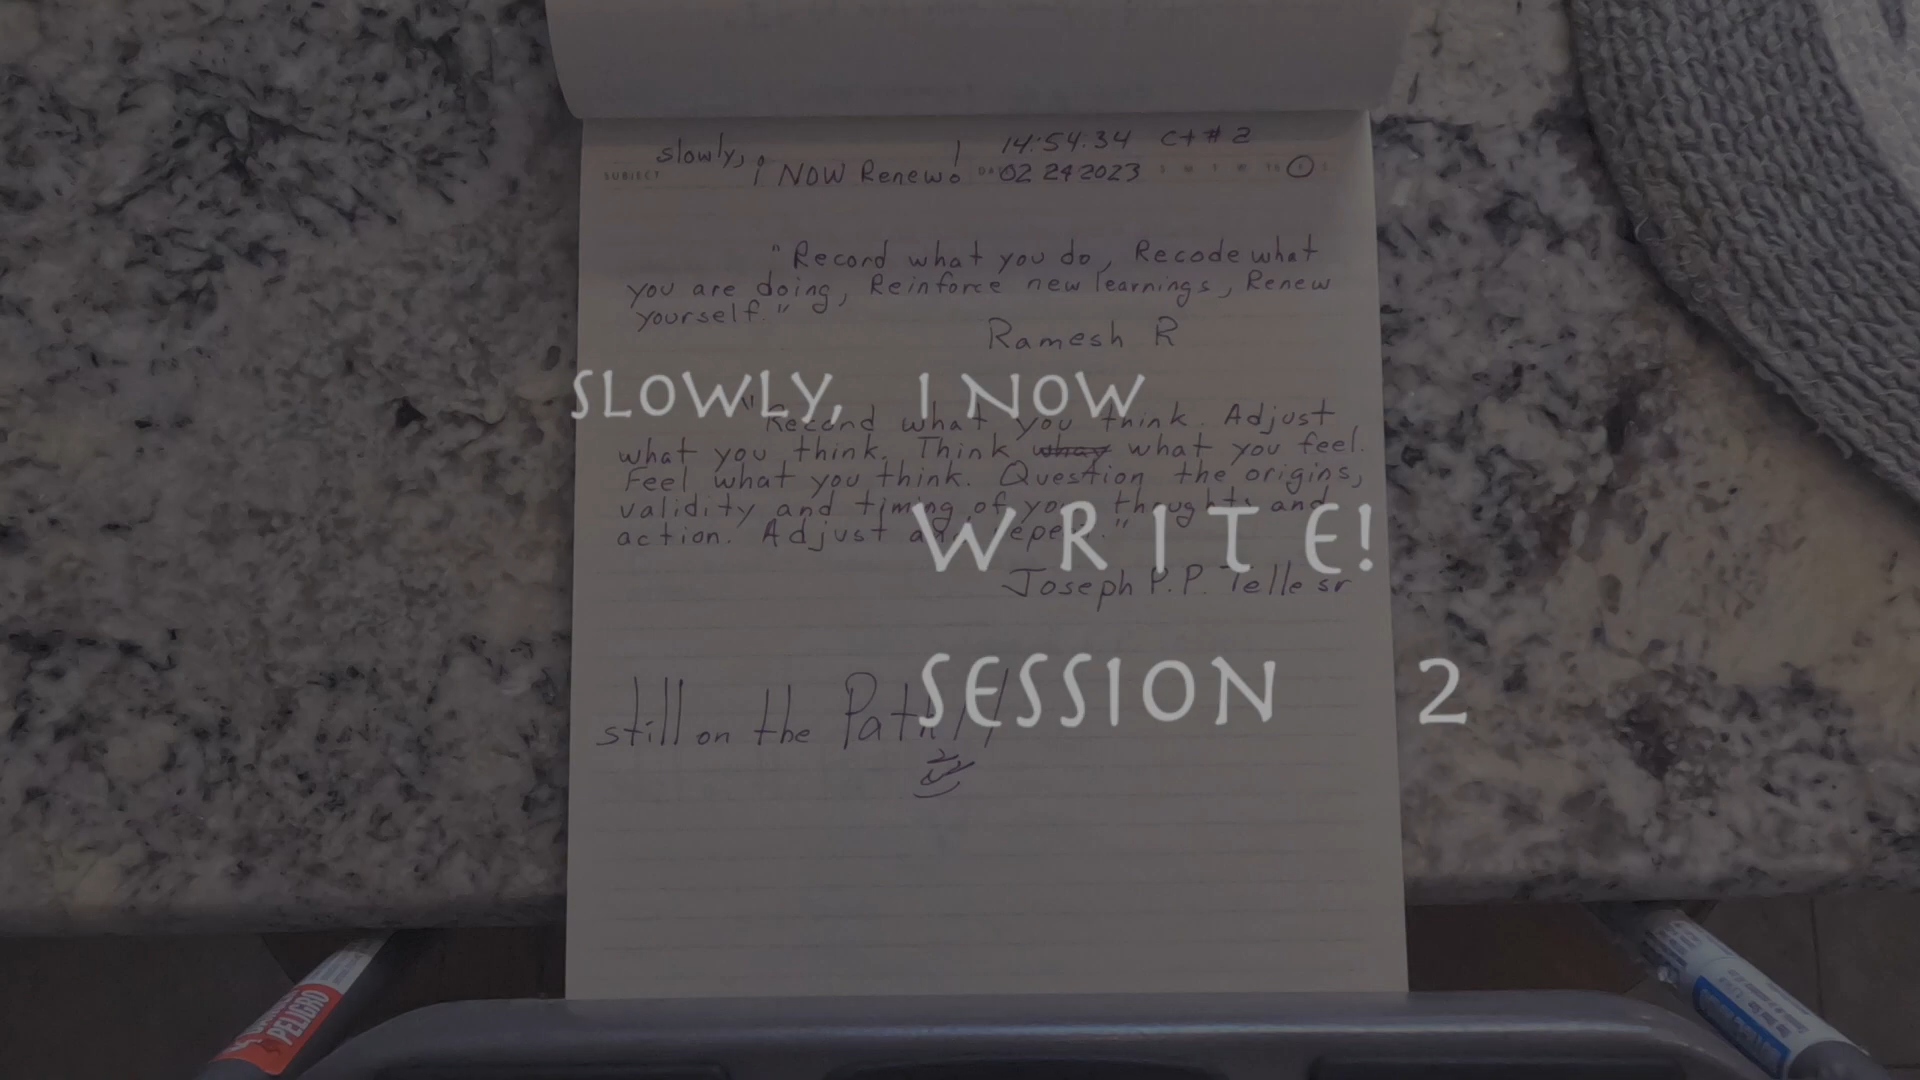 slowly, i NOW Renew!
14:54:34 ct # 2
SUBJECT
02 24 2023
"Record what you do, Recode what
you are doing, Reinforce new learnings, Renew
yourself."
Ramesh R
SLOWLY, I NOW
"Record what you think. Adjust
what you think. Think what you feel.
Feel what you think. Question the origins,
validity and timing of your thoughts and
action. Adjust and
WRITE!
Joseph P.P. Telle sr
SESSION 2
still on the Path!!
PELIGRO